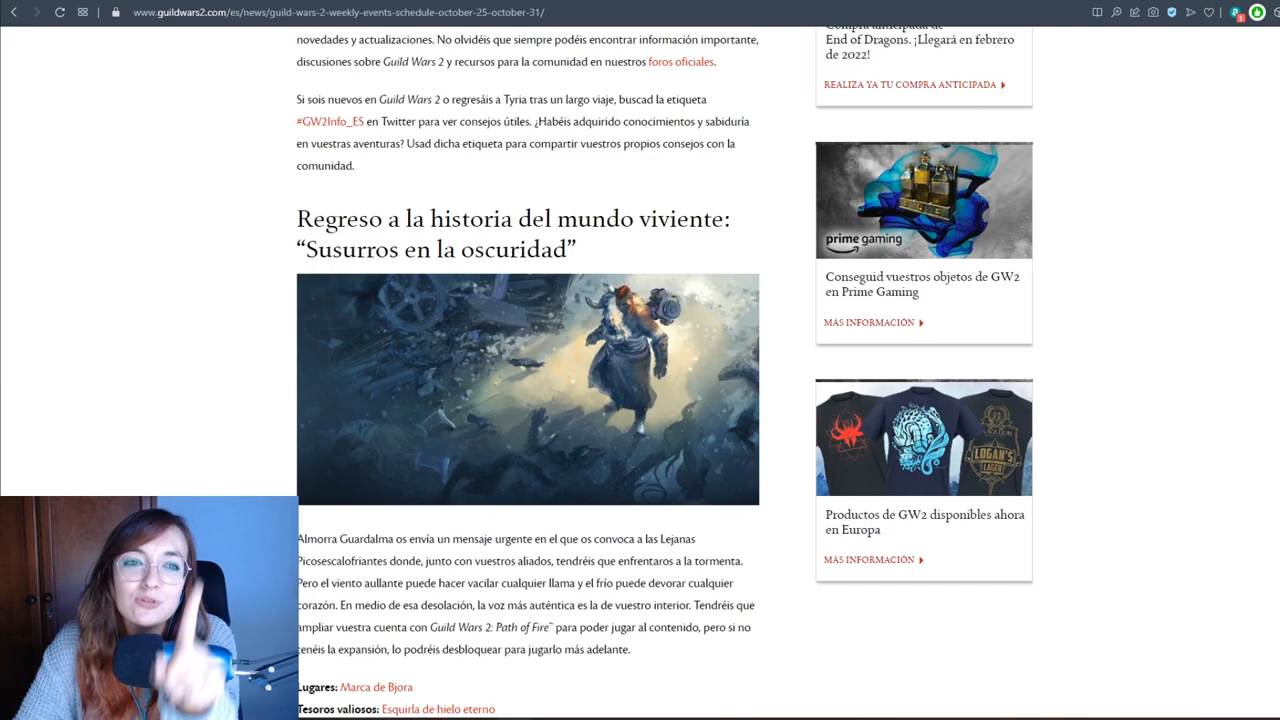 www.guildwars2.com/es/news/guild-wars-2-weekly-events-schedule-october-25-october-31/
novedades y actualizaciones. No olvidéis que siempre podéis encontrar información importante,
discusiones sobre Guild Wars 2 y recursos para la comunidad en nuestros foros oficiales.
Si sois nuevos en Guild Wars 2 o regresáis a Tyria tras un largo viaje, buscad la etiqueta
#GW2Info_ES en Twitter para ver consejos útiles. ¿Habéis adquirido conocimientos y sabiduría
en vuestras aventuras? Usad dicha etiqueta para compartir vuestros propios consejos con la
comunidad.
Regreso a la historia del mundo viviente:
“Susurros en la oscuridad”
Almorra Guardalma os envía un mensaje urgente en el que os convoca a las Lejanas
Picosescalofriantes donde, junto con vuestros aliados, tendréis que enfrentaros a la tormenta.
Pero el viento aullante puede hacer vacilar cualquier llama y el frío puede devorar cualquier
corazón. En medio de esa desolación, la voz más auténtica es la de vuestro interior. Tendréis que
ampliar vuestra cuenta con Guild Wars 2: Path of Fire™ para poder jugar al contenido, pero si no
tenéis la expansión, lo podréis desbloquear para jugarlo más adelante.
Lugares: Marca de Bjora
Tesoros valiosos: Esquirla de hielo eterno
Compra anticipada de
End of Dragons. ¡Llegará en febrero
de 2022!
REALIZA YA TU COMPRA ANTICIPADA
prime gaming
Conseguid vuestros objetos de GW2
en Prime Gaming
MÁS INFORMACIÓN
LOGAN'S
LAGER
Productos de GW2 disponibles ahora
en Europa
MÁS INFORMACIÓN